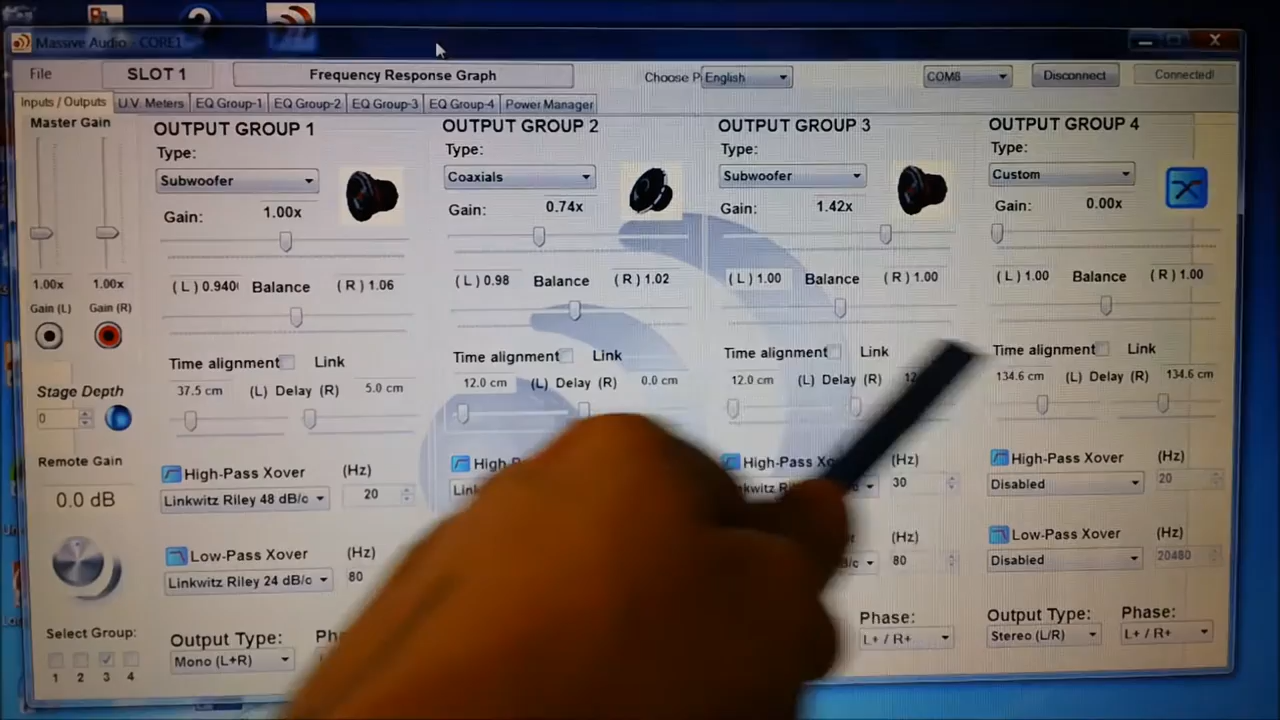 Massive Audio - CORE1
File
SLOT 1
Frequency Response Graph
Choose P
English
COM8
Disconnect
Connected!
Inputs / Outputs
U.V. Meters
EQ Group-1
EQ Group-2
EQ Group-3
EQ Group-4
Power Manager
Master Gain
1.00x
1.00x
Gain (L)
Gain (R)
Stage Depth
0
Remote Gain
0.0 dB
Select Group:
1 2 3 4
OUTPUT GROUP 1
Type:
Subwoofer
Gain: 1.00x
( L ) 0.940 Balance ( R ) 1.06
Time alignment Link
37.5 cm (L) Delay (R) 5.0 cm
High-Pass Xover (Hz)
Linkwitz Riley 48 dB/c 20
Low-Pass Xover (Hz)
Linkwitz Riley 24 dB/c 80
Output Type: Ph
Mono (L+R)
OUTPUT GROUP 2
Type:
Coaxials
Gain: 0.74x
( L ) 0.98 Balance ( R ) 1.02
Time alignment Link
12.0 cm (L) Delay (R) 0.0 cm
High-
Lin
OUTPUT GROUP 3
Type:
Subwoofer
Gain: 1.42x
( L ) 1.00 Balance ( R ) 1.00
Time alignment Link
12.0 cm (L) Delay (R) 12
High-Pass Xo (Hz)
kwitz Ri 30
(Hz)
B/c 80
Phase:
L+ / R+
OUTPUT GROUP 4
Type:
Custom
Gain: 0.00x
( L ) 1.00 Balance ( R ) 1.00
Time alignment Link
134.6 cm (L) Delay (R) 134.6 cm
High-Pass Xover (Hz)
Disabled 20
Low-Pass Xover (Hz)
Disabled 20480
Output Type: Phase:
Stereo (L/R) L+ / R+